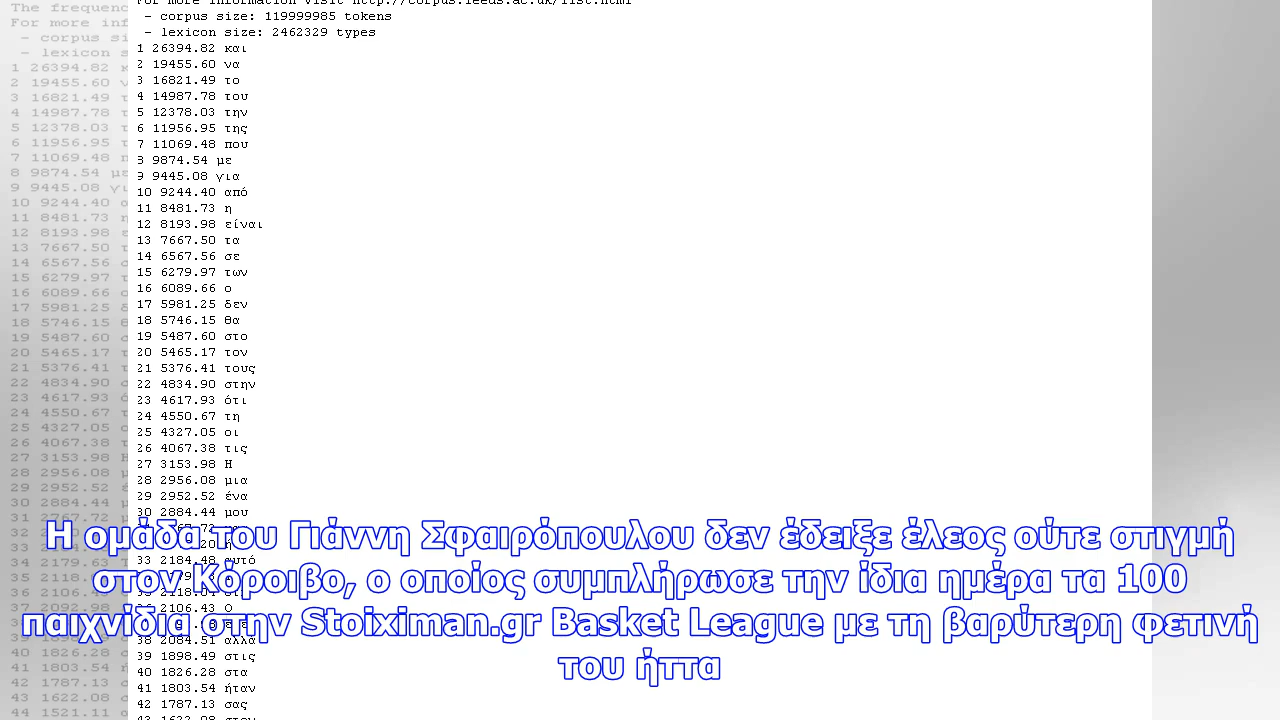 For more information visit http://corpus.leeds.ac.uk/list.html
- corpus size: 119999985 tokens
- lexicon size: 2462329 types
1 26394.82 και
2 19455.60 να
3 16821.49 το
4 14987.78 του
5 12378.03 την
6 11956.95 της
7 11069.48 που
8 9874.54 με
9 9445.08 για
10 9244.40 από
11 8481.73 η
12 8193.98 είναι
13 7667.50 τα
14 6567.56 σε
15 6279.97 των
16 6089.66 ο
17 5981.25 δεν
18 5746.15 θα
19 5487.60 στο
20 5465.17 τον
21 5376.41 τους
22 4834.90 στην
23 4617.93 ότι
24 4550.67 τη
25 4327.05 οι
26 4067.38 τις
27 3153.98 Η
28 2956.08 μια
29 2952.52 ένα
30 2884.44 μου
Η ομάδα του Γιάννη Σφαιρόπουλου δεν έδειξε έλεος ούτε στιγμή
στον Κόροιβο, ο οποίος συμπλήρωσε την ίδια ημέρα τα 100
παιχνίδια στην Stoiximan.gr Basket League με τη βαρύτερη φετινή
του ήττα
38 2084.51 αλλά
39 1898.49 στις
40 1826.28 στα
41 1803.54 ήταν
42 1787.13 σας
43 1622.08 στον